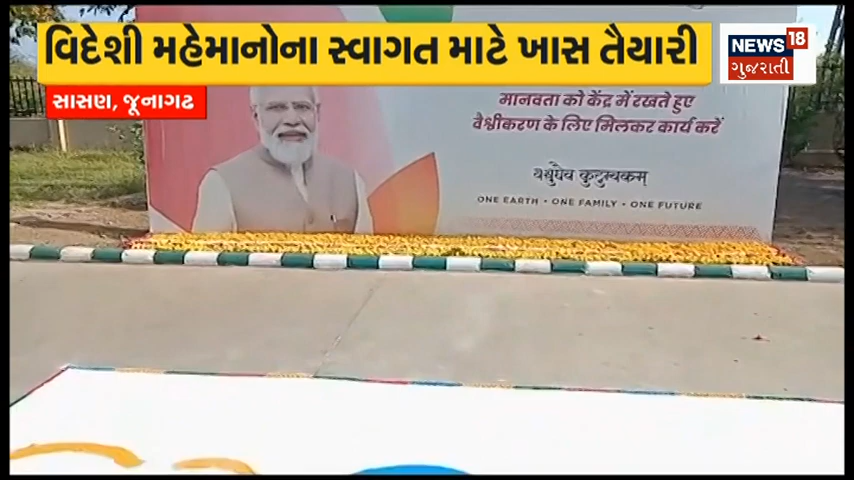 વિદેશી મહેમાનોના સ્વાગત માટે ખાસ તૈયારી
NEWS18
ગુજરાતી
સાસણ, જૂનાગઢ
मानवता को केंद्र में रखते हुए
वैश्वीकरण के लिए मिलकर कार्य करें
वसुधैव कुटुम्बकम्
ONE EARTH • ONE FAMILY • ONE FUTURE